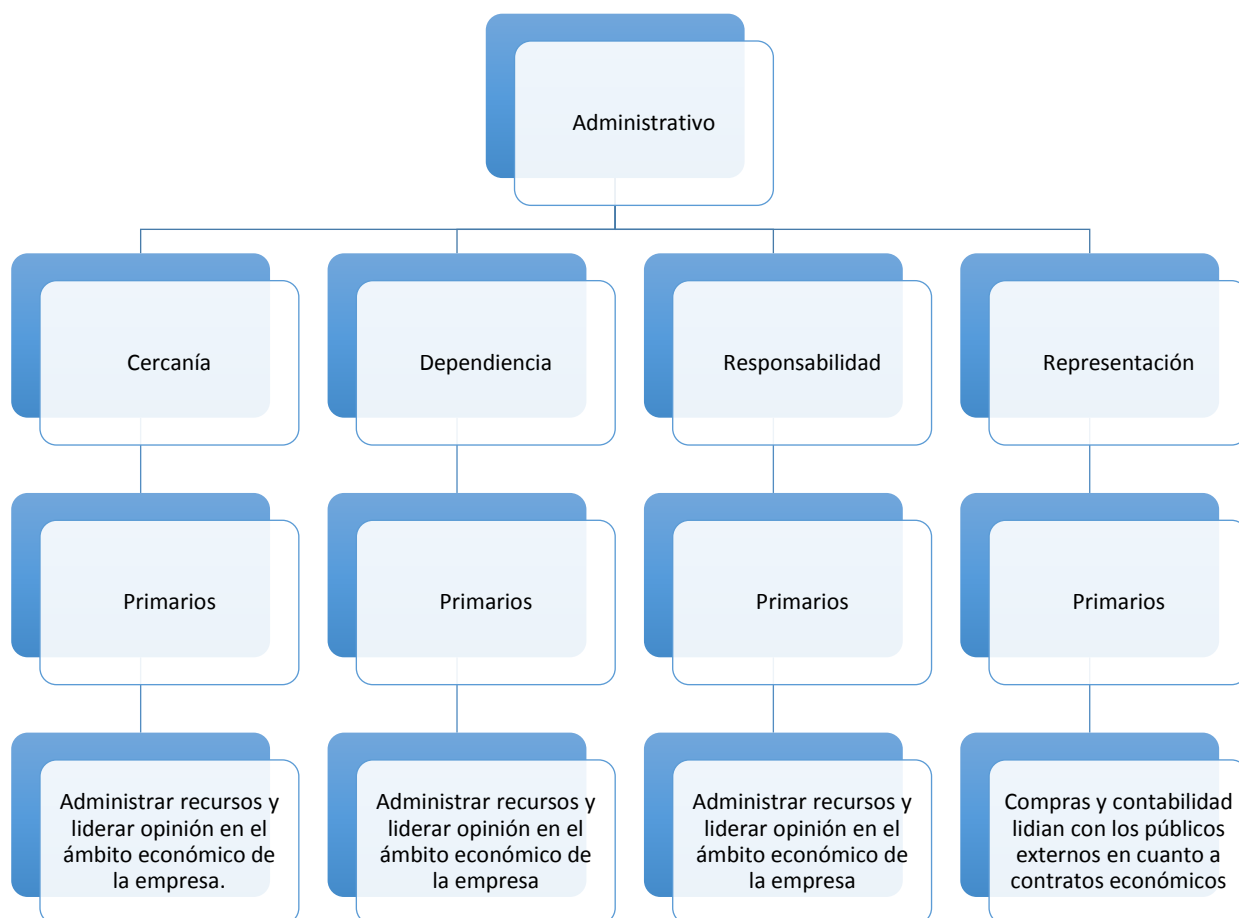 Administrativo
Cercanía
Dependiencia
Responsabilidad
Representación
Primarios
Primarios
Primarios
Primarios
Administrar recursos y
liderar opinión en el
ámbito económico de
la empresa.
Administrar recursos y
liderar opinión en el
ámbito económico de
la empresa
Administrar recursos y
liderar opinión en el
ámbito económico de
la empresa
Compras y contabilidad
lidian con los públicos
externos en cuanto a
contratos económicos